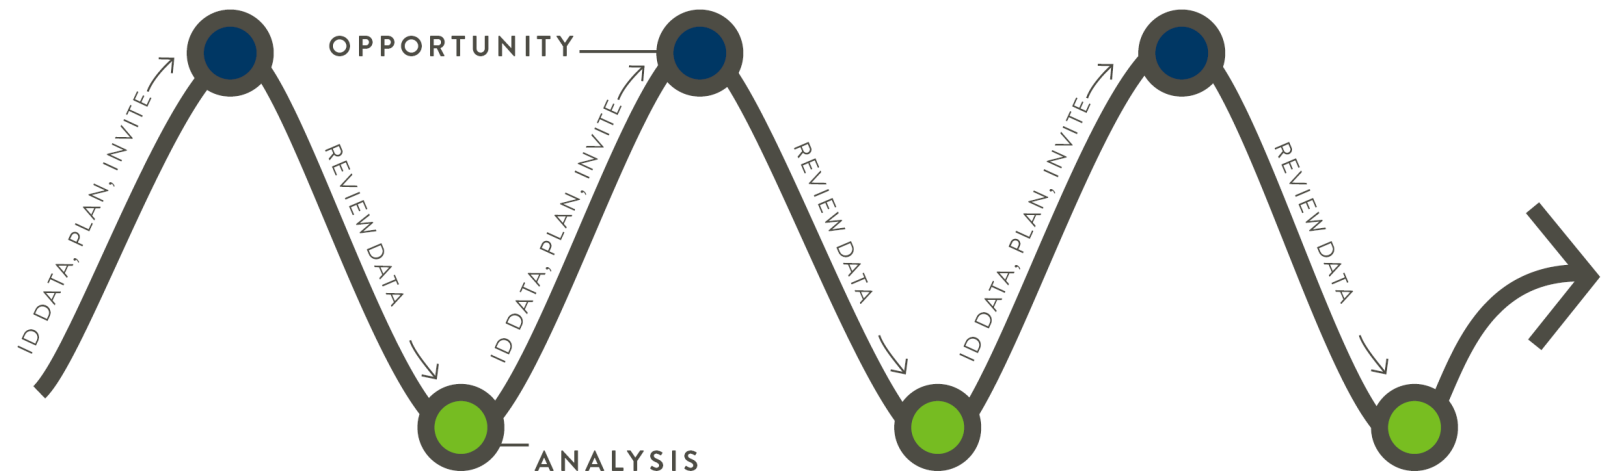 ID DATA, PLAN, INVITE
OPPORTUNITY
REVIEW DATA
ID DATA, PLAN, INVITE
REVIEW DATA
ID DATA, PLAN, INVITE
REVIEW DATA
ANALYSIS